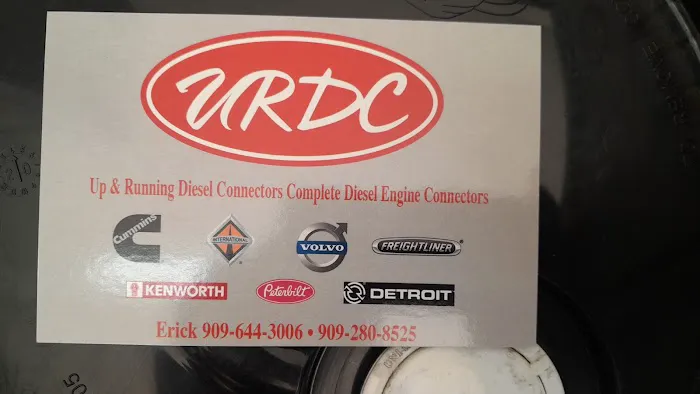 URDC
Up & Running Diesel Connectors Complete Diesel Engine Connectors
Cummins
INTERNATIONAL
VOLVO
FREIGHTLINER
KENWORTH
Peterbilt
DETROIT
Erick 909-644-3006 • 909-280-8525